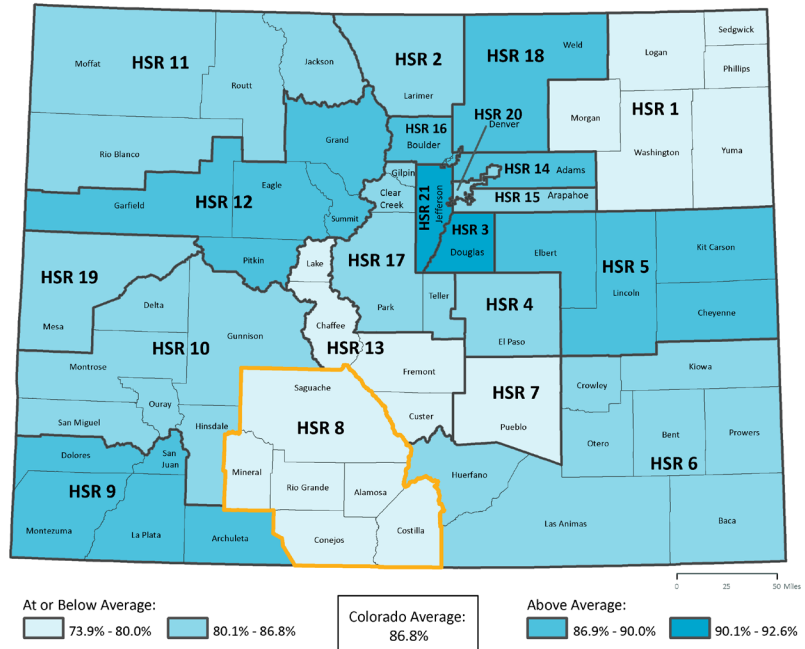 Sedgwick
Logan
Weld
HSR 18
HSR 2
Jackson
Moffat
HSR 11
Phillips
Routt
Larimer
HSR 1
HSR 20
Denver
Morgan
HSR 16
Boulder
Grand
Washington
Yuma
Rio Blanco
HSR 14
Adams
Gilpin
Eagle
Clear
Creek
HSR 21
Jefferson
HSR 15
Arapahoe
Garfield
HSR 12
Summit
HSR 3
Douglas
Elbert
Kit Carson
Pitkin
Lake
HSR 17
HSR 5
HSR 19
Lincoln
Teller
Delta
Park
HSR 4
Cheyenne
Mesa
Chaffee
Gunnison
El Paso
HSR 10
HSR 13
Montrose
Fremont
Kiowa
Saguache
Crowley
HSR 7
Ouray
Custer
San Miguel
Hinsdale
HSR 8
Pueblo
Bent
Prowers
Otero
Dolores
San
Juan
HSR 6
Mineral
Huerfano
HSR 9
Rio Grande
Alamosa
Las Animas
Baca
Montezuma
La Plata
Archuleta
Conejos
Costilla
0 25 50 Miles
At or Below Average:
73.9% - 80.0%
80.1% - 86.8%
Colorado Average:
86.8%
Above Average:
86.9% - 90.0%
90.1% - 92.6%